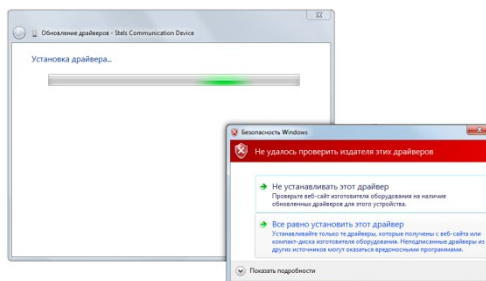 Обновление драйверов - Stels Communication Device
Установка драйвера...
Безопасность Windows
Не удалось проверить издателя этих драйверов
Не устанавливать этот драйвер
Проверьте веб-сайт изготовителя оборудования на наличие
обновленных драйверов для этого устройства.
Все равно установить этот драйвер
Устанавливайте только те драйверы, которые получены с веб-сайта или
компакт-диска изготовителя оборудования. Неподписанные драйверы из
других источников могут оказаться вредоносными программами.
Показать подробности